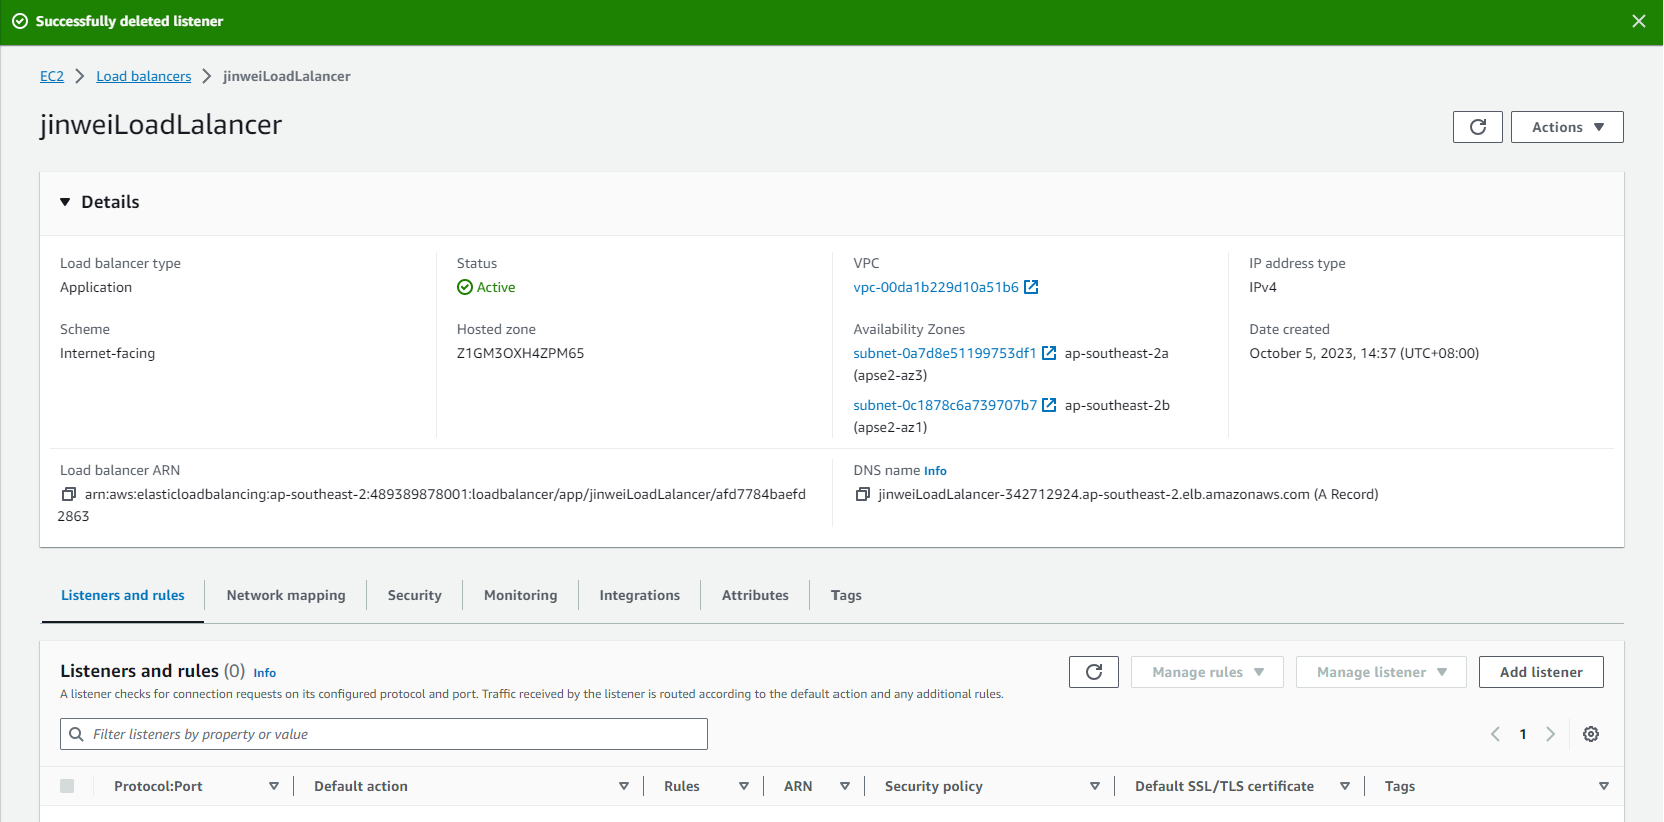 Successfully deleted listener
EC2 > Load balancers > jinweiLoadLalancer
jinweiLoadLalancer
Actions
Details
Load balancer type
Application
Status
Active
VPC
vpc-00da1b229d10a51b6
IP address type
IPv4
Scheme
Internet-facing
Hosted zone
Z1GM3OXH4ZPM65
Availability Zones
subnet-0a7d8e51199753df1 ap-southeast-2a
(apse2-az3)
subnet-0c1878c6a739707b7 ap-southeast-2b
(apse2-az1)
Date created
October 5, 2023, 14:37 (UTC+08:00)
Load balancer ARN
arn:aws:elasticloadbalancing:ap-southeast-2:489389878001:loadbalancer/app/jinweiLoadLalancer/afd7784baefd
2863
DNS name Info
jinweiLoadLalancer-342712924.ap-southeast-2.elb.amazonaws.com (A Record)
Listeners and rules Network mapping Security Monitoring Integrations Attributes Tags
Listeners and rules (0) Info
Manage rules Manage listener Add listener
A listener checks for connection requests on its configured protocol and port. Traffic received by the listener is routed according to the default action and any additional rules.
Filter listeners by property or value
1
Protocol:Port Default action Rules ARN Security policy Default SSL/TLS certificate Tags